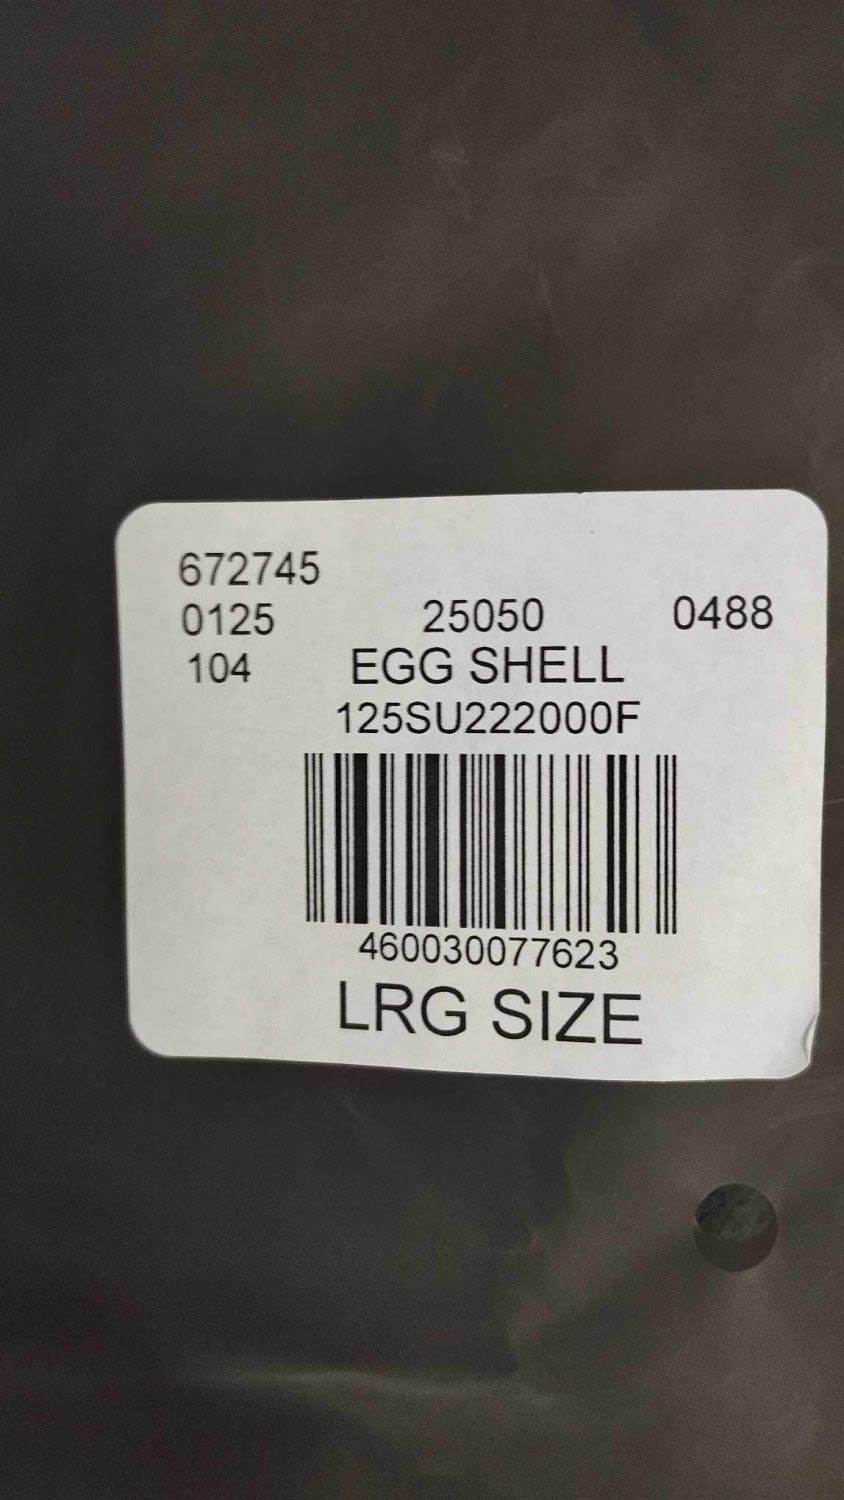 672745
0125 25050 0488
104 EGG SHELL
125SU222000F
460030077623
LRG SIZE